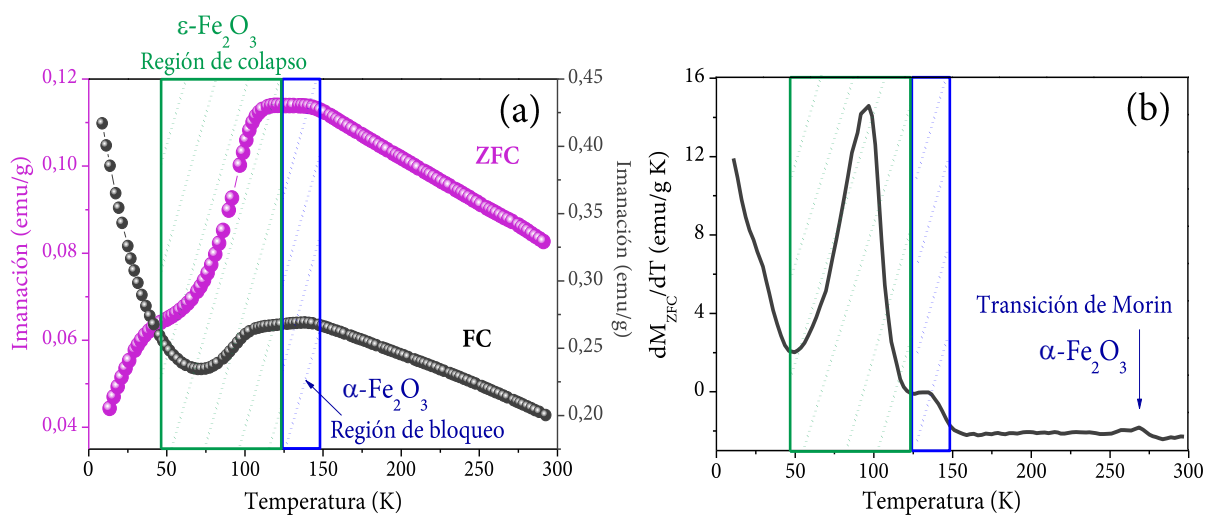 ε-Fe2O3
Región de colapso
(a)
ZFC
FC
α-Fe2O3
Región de bloqueo
Imanación (emu/g)
0,12
0,10
0,08
0,06
0,04
0,45
0,40
0,35
0,30
0,25
0,20
Imanación (emu/g)
0 50 100 150 200 250 300
Temperatura (K)
(b)
dM_ZFC/dT (emu/g K)
16
12
8
4
0
Transición de Morin
α-Fe2O3
0 50 100 150 200 250 300
Temperatura (K)